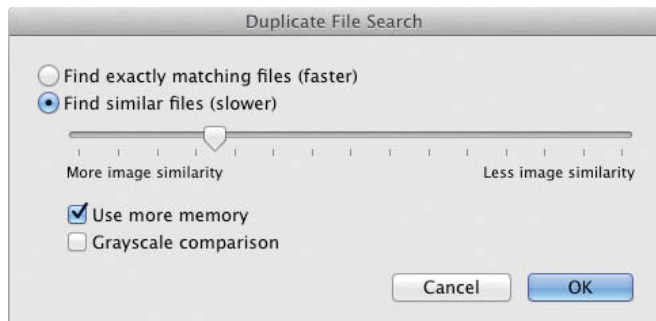 Duplicate File Search
Find exactly matching files (faster)
Find similar files (slower)
More image similarity Less image similarity
Use more memory
Grayscale comparison
Cancel OK